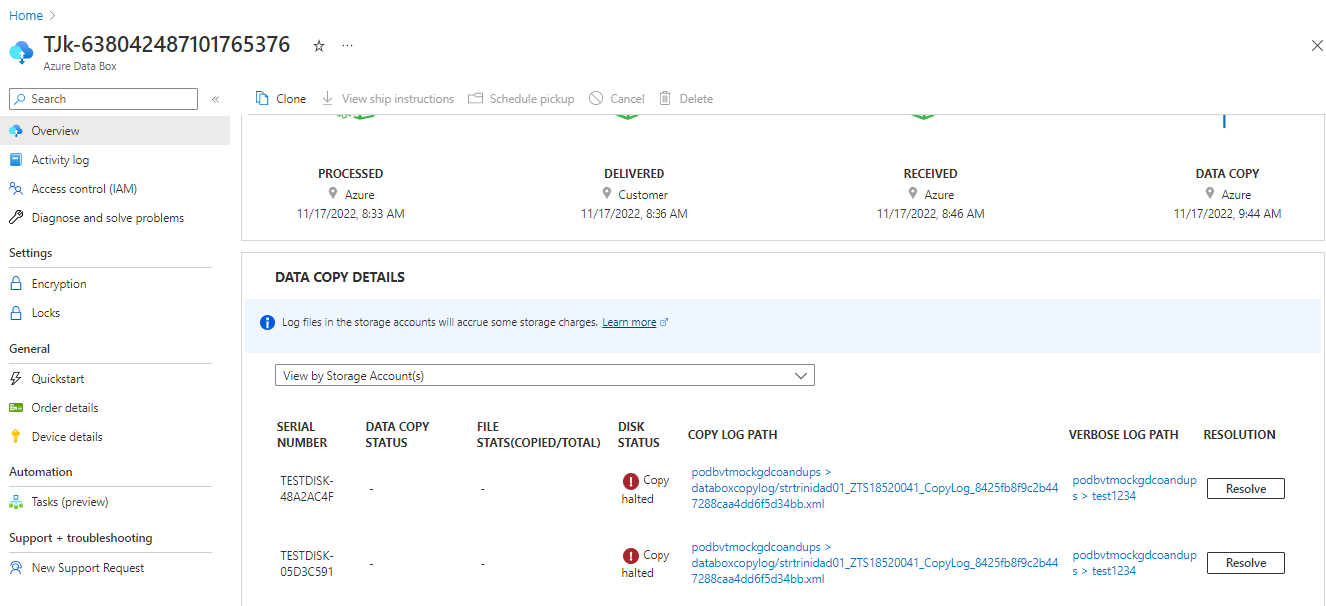 Home
TJk-638042487101765376
Azure Data Box
Search
Clone
View ship instructions
Schedule pickup
Cancel
Delete
Overview
Activity log
Access control (IAM)
Diagnose and solve problems
Settings
Encryption
Locks
General
Quickstart
Order details
Device details
Automation
Tasks (preview)
Support + troubleshooting
New Support Request
PROCESSED
Azure
11/17/2022, 8:33 AM
DELIVERED
Customer
11/17/2022, 8:36 AM
RECEIVED
Azure
11/17/2022, 8:46 AM
DATA COPY
Azure
11/17/2022, 9:44 AM
DATA COPY DETAILS
Log files in the storage accounts will accrue some storage charges. Learn more
View by Storage Account(s)
SERIAL
NUMBER
DATA COPY
STATUS
FILE
STATS(COPIED/TOTAL)
DISK
STATUS
COPY LOG PATH
VERBOSE LOG PATH
RESOLUTION
TESTDISK-
48A2AC4F
-
-
Copy
halted
podbvtmockgdcoandups >
databoxcopylog/strtrinidad01_ZTS18520041_CopyLog_8425fb8f9c2b44
7288caa4dd6f5d34bb.xml
podbvtmockgdcoandup
s > test1234
Resolve
TESTDISK-
05D3C591
-
-
Copy
halted
podbvtmockgdcoandups >
databoxcopylog/strtrinidad01_ZTS18520041_CopyLog_8425fb8f9c2b44
7288caa4dd6f5d34bb.xml
podbvtmockgdcoandup
s > test1234
Resolve